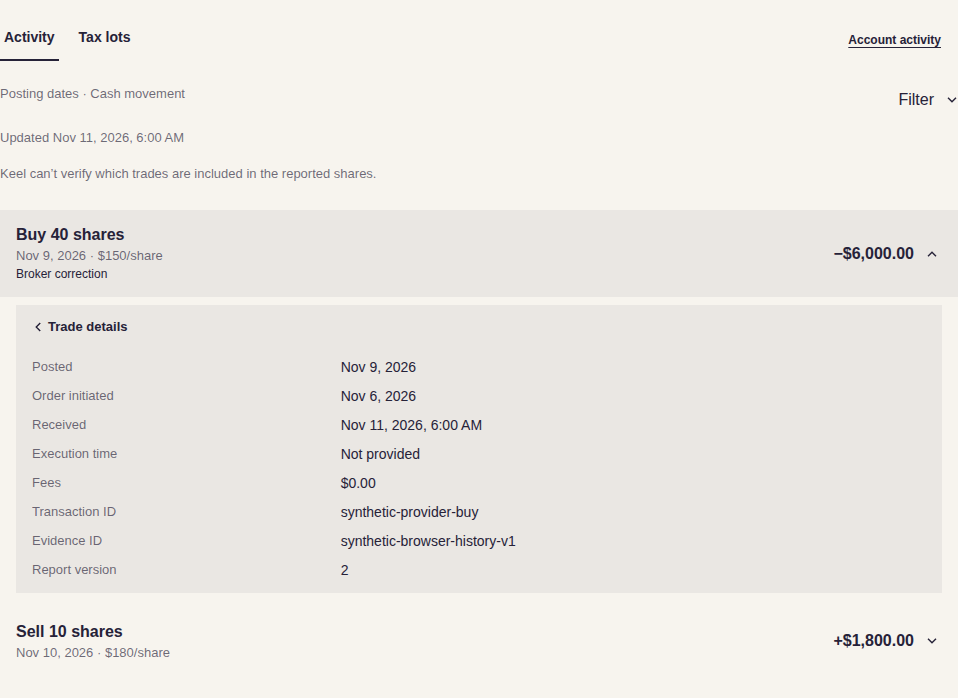 Activity Tax lots Account activity
Posting dates · Cash movement
Filter
Updated Nov 11, 2026, 6:00 AM
Keel can’t verify which trades are included in the reported shares.
Buy 40 shares
Nov 9, 2026 · $150/share
Broker correction
−$6,000.00
Trade details
Posted Nov 9, 2026
Order initiated Nov 6, 2026
Received Nov 11, 2026, 6:00 AM
Execution time Not provided
Fees $0.00
Transaction ID synthetic-provider-buy
Evidence ID synthetic-browser-history-v1
Report version 2
Sell 10 shares
Nov 10, 2026 · $180/share
+$1,800.00